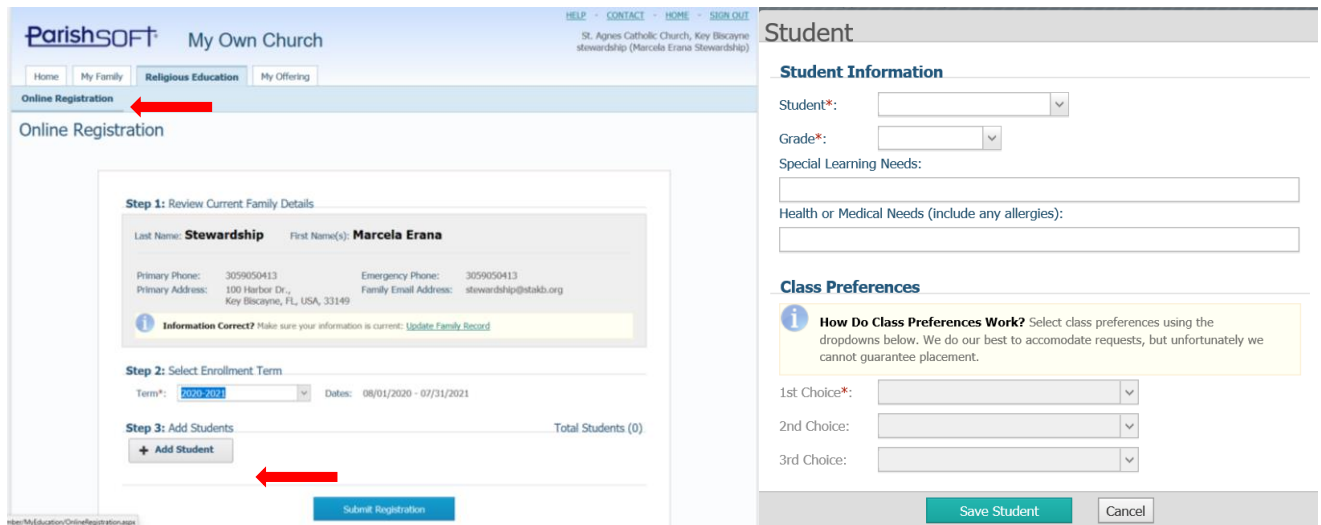 HELP - CONTACT - HOME - SIGN OUT
ParishSOFT My Own Church
St. Agnes Catholic Church, Key Biscayne
stewardship (Marcela Erana Stewardship)
Home My Family Religious Education My Offering
Online Registration
Online Registration
Step 1: Review Current Family Details
Last Name: Stewardship First Name(s): Marcela Erana
Primary Phone: 3059050413 Emergency Phone: 3059050413
Primary Address: 100 Harbor Dr., Family Email Address: stewardship@stakb.org
Key Biscayne, FL, USA, 33149
Information Correct? Make sure your information is current: Update Family Record
Step 2: Select Enrollment Term
Term*: 2020-2021 Dates: 08/01/2020 - 07/31/2021
Step 3: Add Students Total Students (0)
+ Add Student
Submit Registration
mber/MyEducation/OnlineRegistration.aspx
Student
Student Information
Student*:
Grade*:
Special Learning Needs:
Health or Medical Needs (include any allergies):
Class Preferences
How Do Class Preferences Work? Select class preferences using the
dropdowns below. We do our best to accomodate requests, but unfortunately we
cannot guarantee placement.
1st Choice*:
2nd Choice:
3rd Choice:
Save Student Cancel